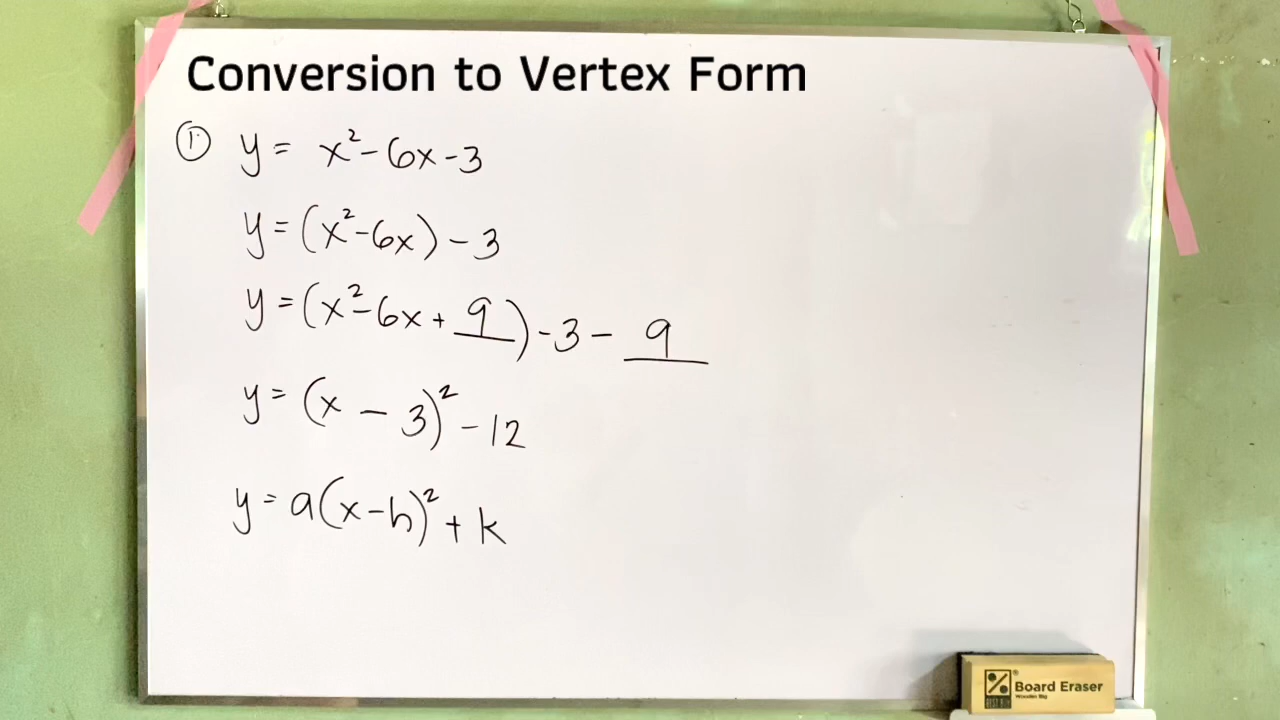 Conversion to Vertex Form
① y = x² - 6x - 3
y = (x² - 6x) - 3
y = (x² - 6x + 9) - 3 - 9
y = (x - 3)² - 12
y = a(x - h)² + k
Board Eraser